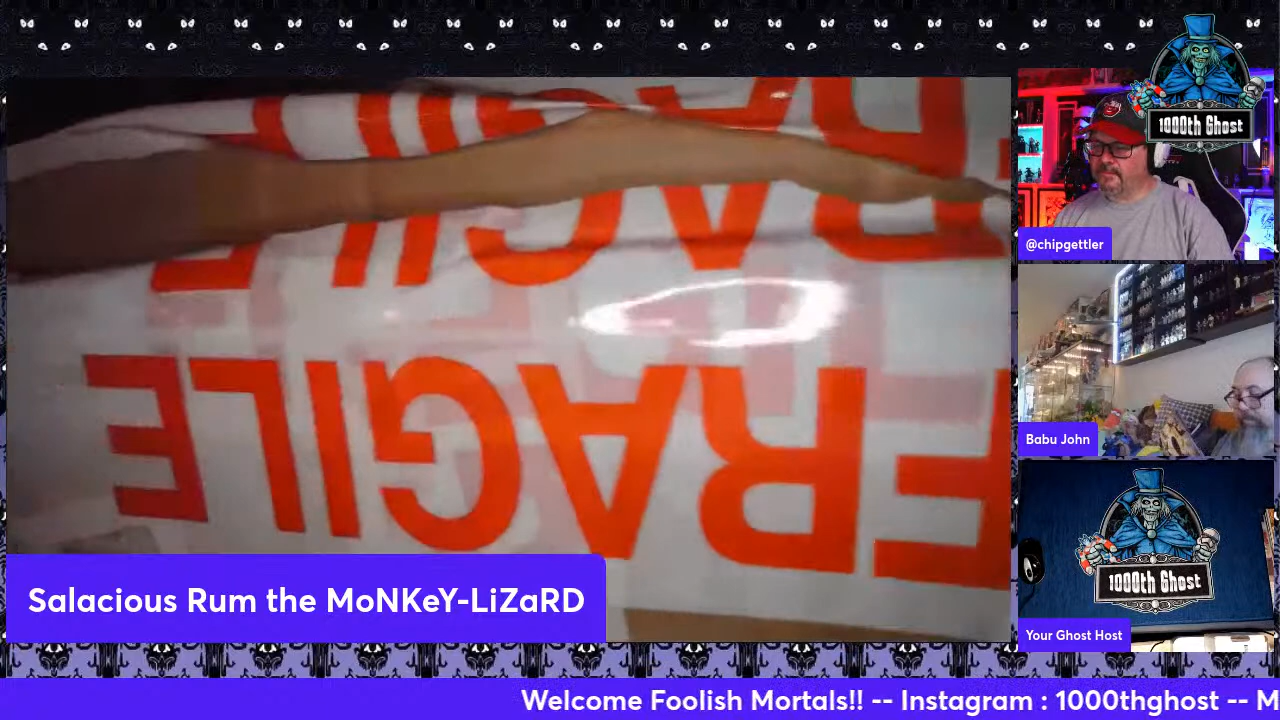 1000th Ghost
FRAGILE
FRAGILE
@chipgettler
Babu John
1000th Ghost
Salacious Rum the MoNKeY-LiZaRD
Your Ghost Host
Welcome Foolish Mortals!! -- Instagram : 1000thghost -- M